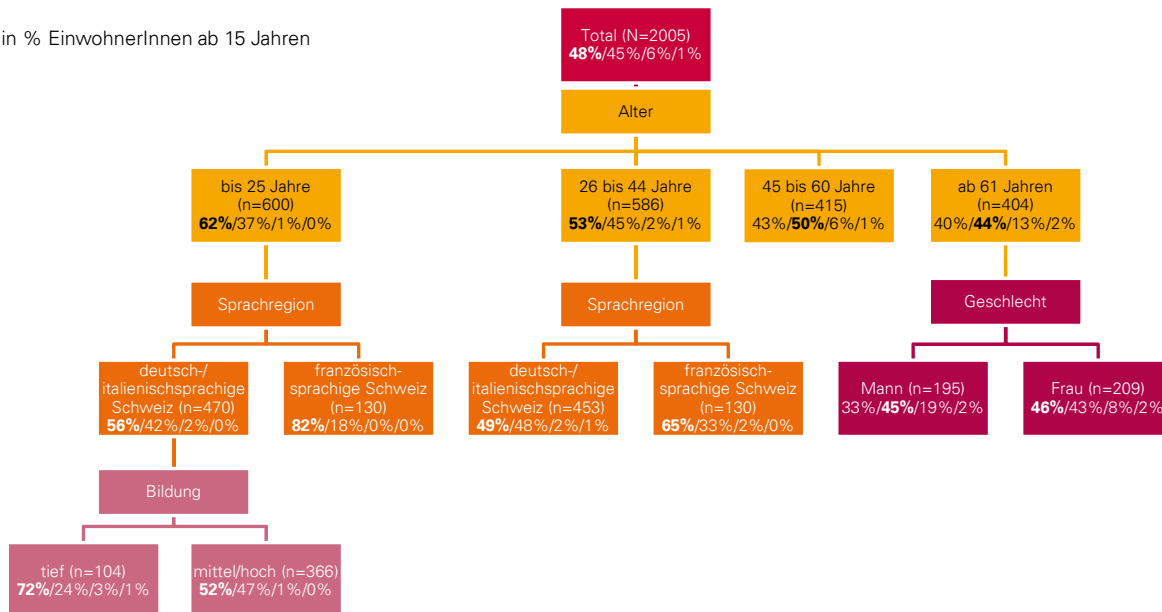 in % EinwohnerInnen ab 15 Jahren
Total (N=2005)
48%/45%/6%/1%
Alter
bis 25 Jahre
(n=600)
62%/37%/1%/0%
26 bis 44 Jahre
(n=586)
53%/45%/2%/1%
45 bis 60 Jahre
(n=415)
43%/50%/6%/1%
ab 61 Jahren
(n=404)
40%/44%/13%/2%
Sprachregion
Sprachregion
Geschlecht
deutsch-/
italienischsprachige
Schweiz (n=470)
56%/42%/2%/0%
französisch-
sprachige Schweiz
(n=130)
82%/18%/0%/0%
deutsch-/
italienischsprachige
Schweiz (n=453)
49%/48%/2%/1%
französisch-
sprachige Schweiz
(n=130)
65%/33%/2%/0%
Mann (n=195)
33%/45%/19%/2%
Frau (n=209)
46%/43%/8%/2%
Bildung
tief (n=104)
72%/24%/3%/1%
mittel/hoch (n=366)
52%/47%/1%/0%